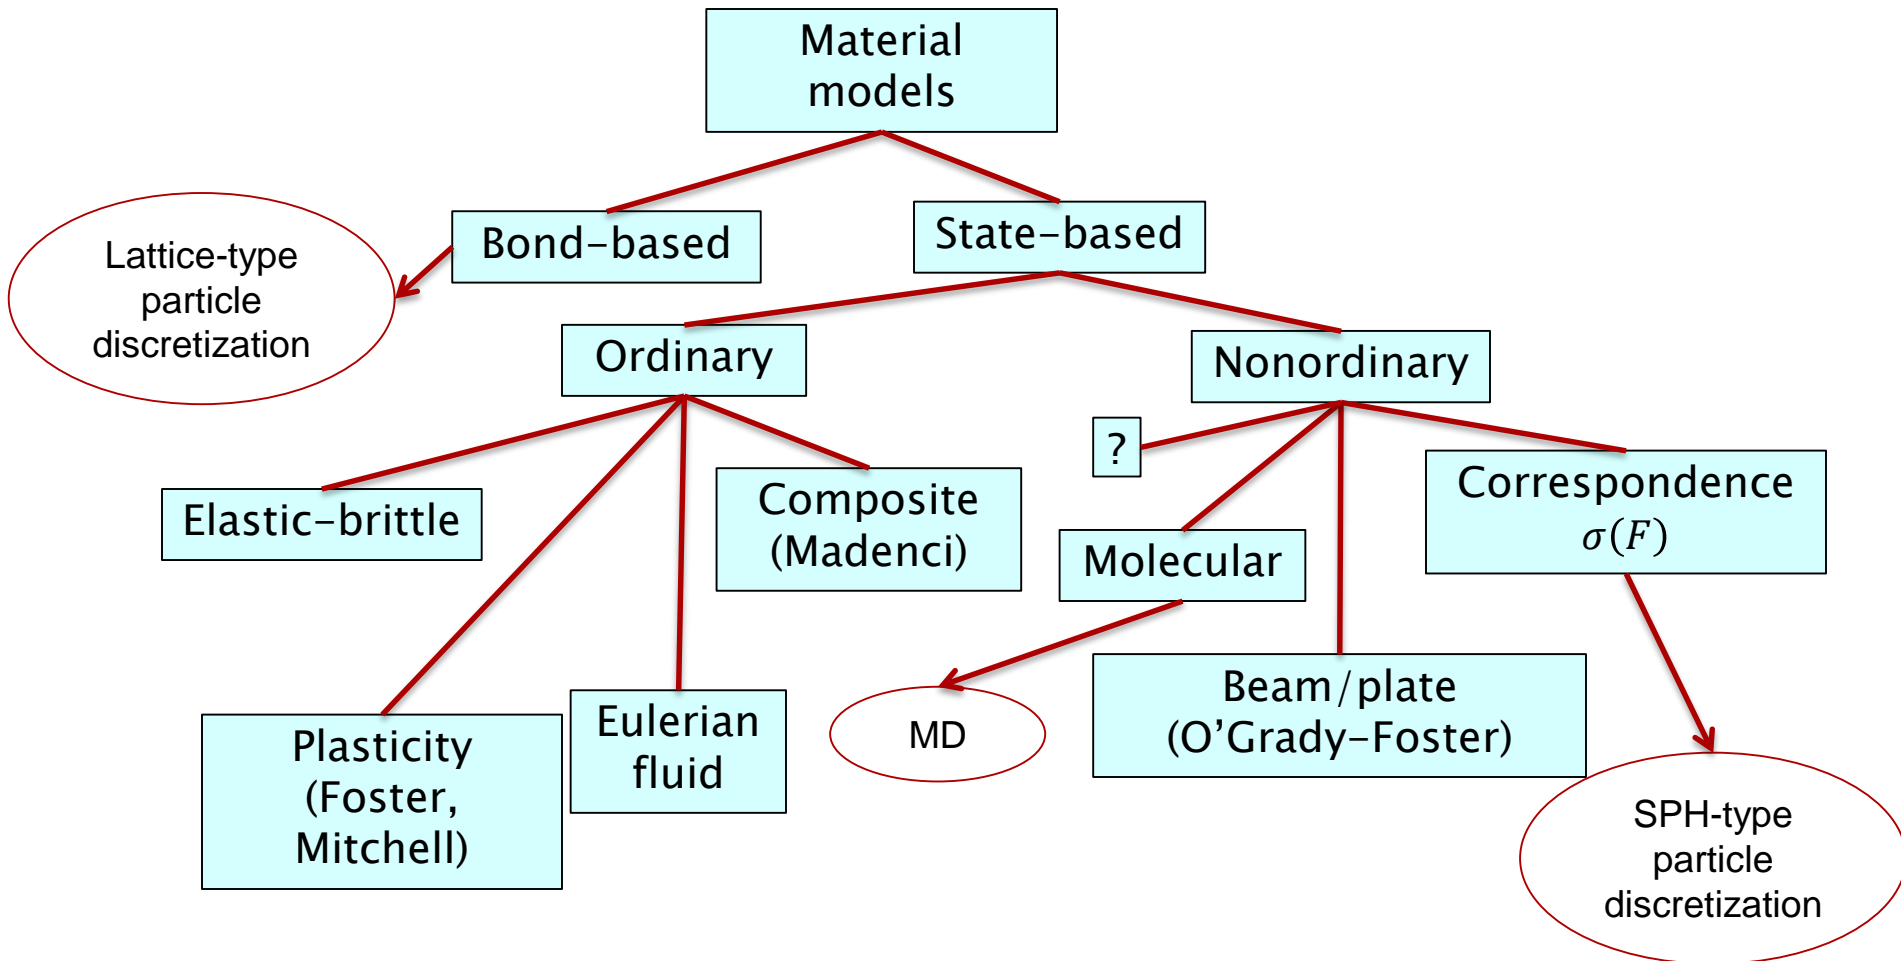 Material
models
Bond-based
State-based
Lattice-type
particle
discretization
Ordinary
Nonordinary
?
Elastic-brittle
Composite
(Madenci)
Molecular
Correspondence
σ(F)
Plasticity
(Foster,
Mitchell)
Eulerian
fluid
MD
Beam/plate
(O’Grady-Foster)
SPH-type
particle
discretization